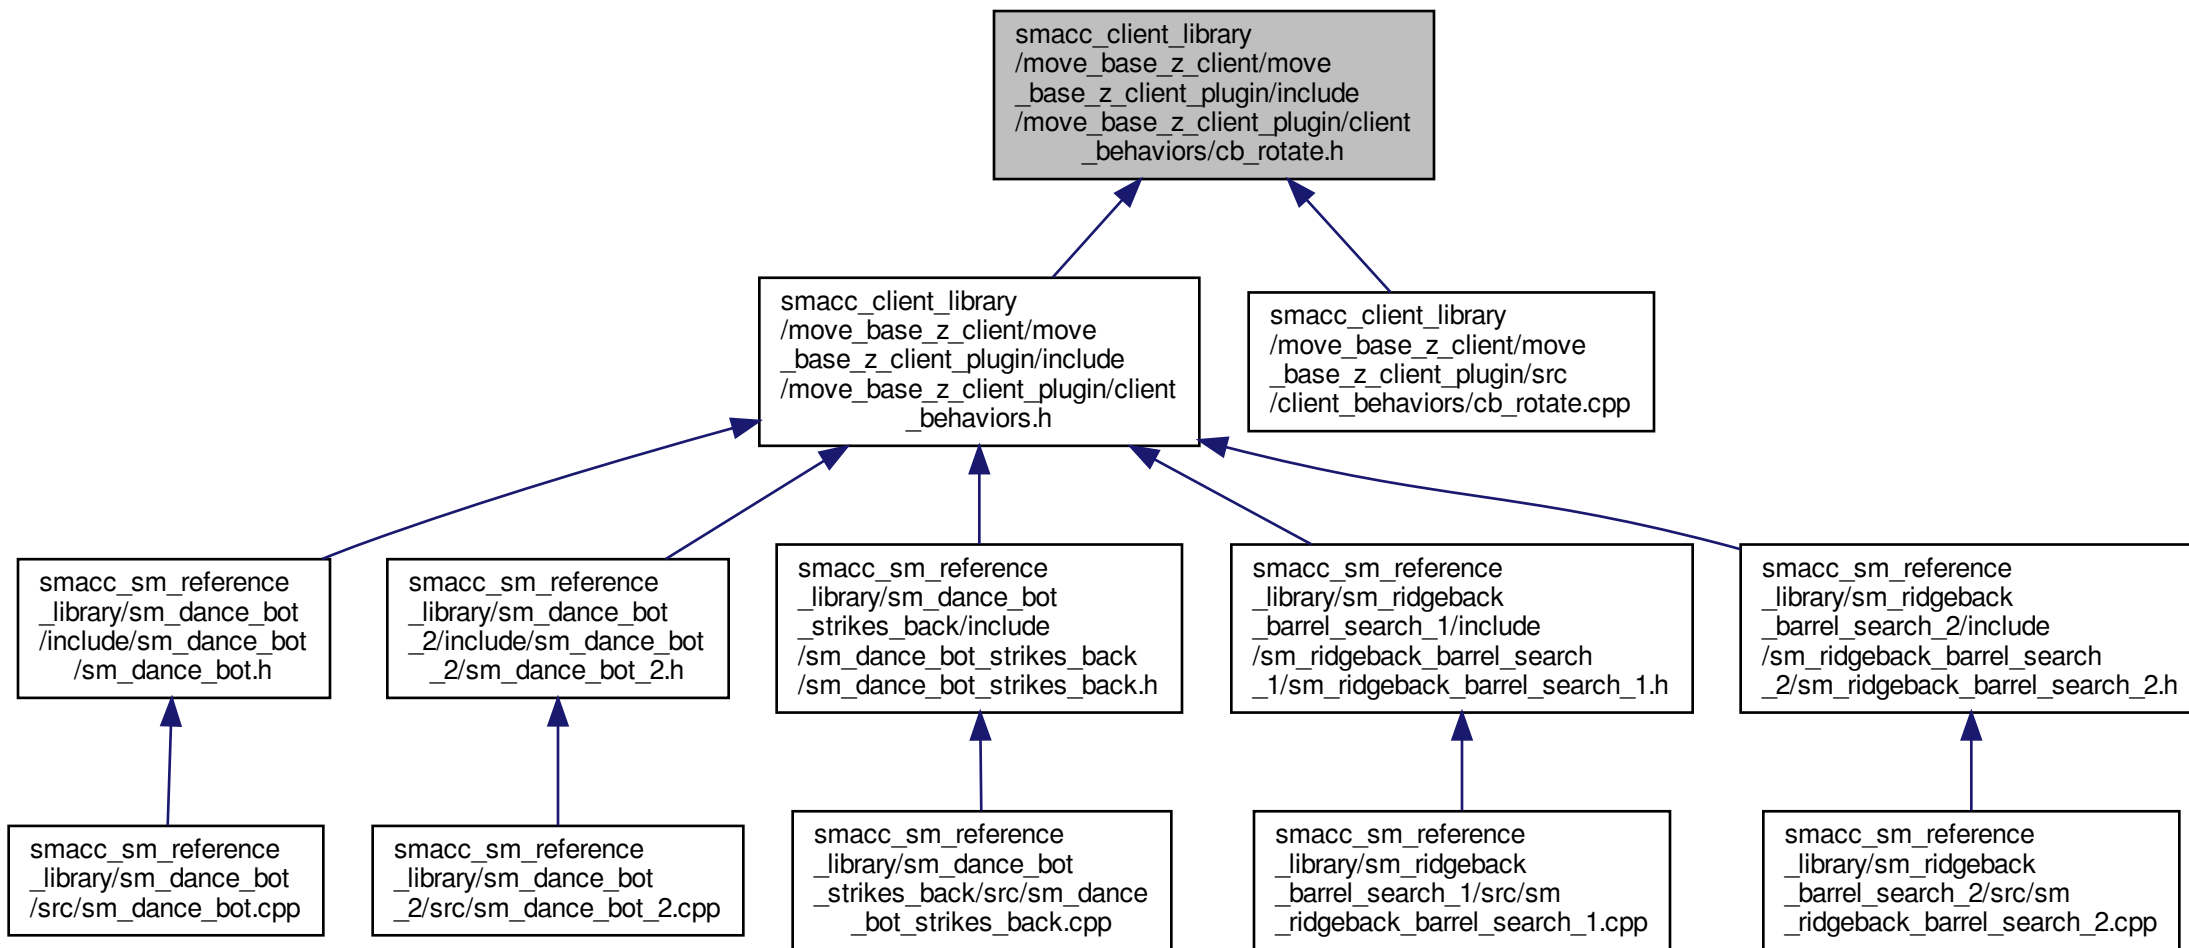 smacc_client_library
/move_base_z_client/move
_base_z_client_plugin/include
/move_base_z_client_plugin/client
_behaviors/cb_rotate.h
smacc_client_library
/move_base_z_client/move
_base_z_client_plugin/include
/move_base_z_client_plugin/client
_behaviors.h
smacc_client_library
/move_base_z_client/move
_base_z_client_plugin/src
/client_behaviors/cb_rotate.cpp
smacc_sm_reference
_library/sm_dance_bot
/include/sm_dance_bot
/sm_dance_bot.h
smacc_sm_reference
_library/sm_dance_bot
_2/include/sm_dance_bot
_2/sm_dance_bot_2.h
smacc_sm_reference
_library/sm_dance_bot
_strikes_back/include
/sm_dance_bot_strikes_back
/sm_dance_bot_strikes_back.h
smacc_sm_reference
_library/sm_ridgeback
_barrel_search_1/include
/sm_ridgeback_barrel_search
_1/sm_ridgeback_barrel_search_1.h
smacc_sm_reference
_library/sm_ridgeback
_barrel_search_2/include
/sm_ridgeback_barrel_search
_2/sm_ridgeback_barrel_search_2.h
smacc_sm_reference
_library/sm_dance_bot
/src/sm_dance_bot.cpp
smacc_sm_reference
_library/sm_dance_bot
_2/src/sm_dance_bot_2.cpp
smacc_sm_reference
_library/sm_dance_bot
_strikes_back/src/sm_dance
_bot_strikes_back.cpp
smacc_sm_reference
_library/sm_ridgeback
_barrel_search_1/src/sm
_ridgeback_barrel_search_1.cpp
smacc_sm_reference
_library/sm_ridgeback
_barrel_search_2/src/sm
_ridgeback_barrel_search_2.cpp